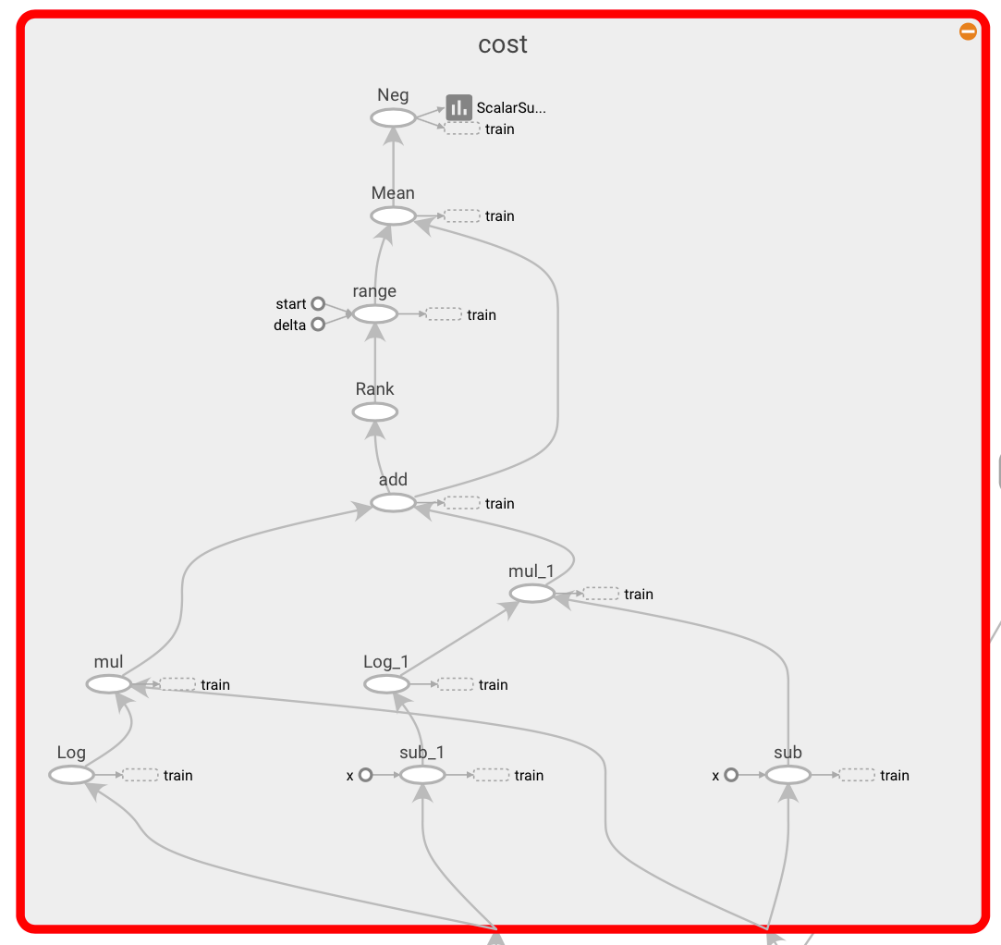 cost
Neg
ScalarSu...
train
Mean
train
range
start
delta
train
Rank
add
train
mul_1
train
mul
train
Log_1
train
Log
train
sub_1
x
train
sub
x
train